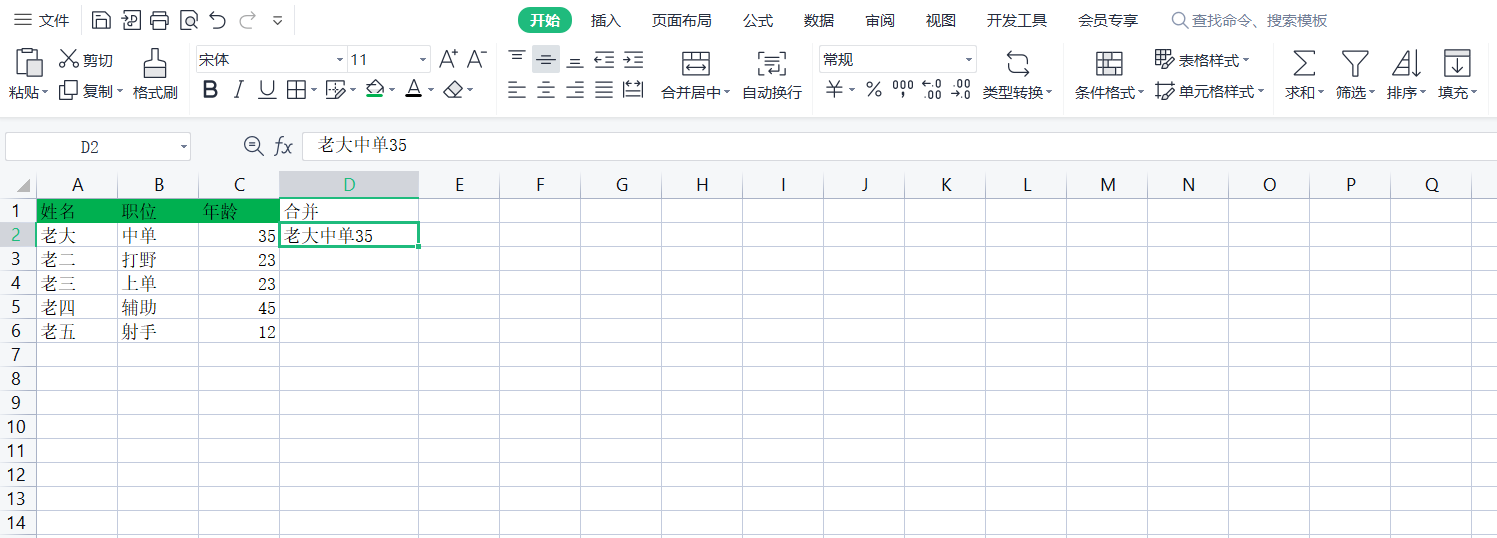 文件 开始 插入 页面布局 公式 数据 审阅 视图 开发工具 会员专享 查找命令、搜索模板
剪切 宋体 11 A+ A- 常规 表格样式
粘贴 复制 格式刷 B I U A 合并居中 自动换行 ¥ % 000 , ←.0 .00 .00 →.0 类型转换 条件格式 单元格样式 求和 筛选 排序 填充
D2 fx 老大中单35
A B C D E F G H I J K L M N O P Q
1 姓名 职位 年龄 合并
2 老大 中单 35 老大中单35
3 老二 打野 23
4 老三 上单 23
5 老四 辅助 45
6 老五 射手 12
7
8
9
10
11
12
13
14